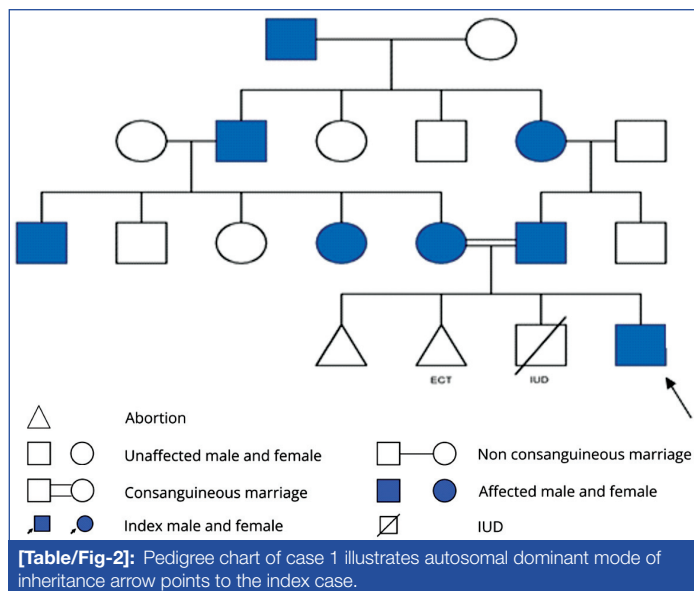 ECT IUD
Abortion
Unaffected male and female Non consanguineous marriage
Consanguineous marriage Affected male and female
Index male and female IUD
[Table/Fig-2]: Pedigree chart of case 1 illustrates autosomal dominant mode of
inheritance arrow points to the index case.